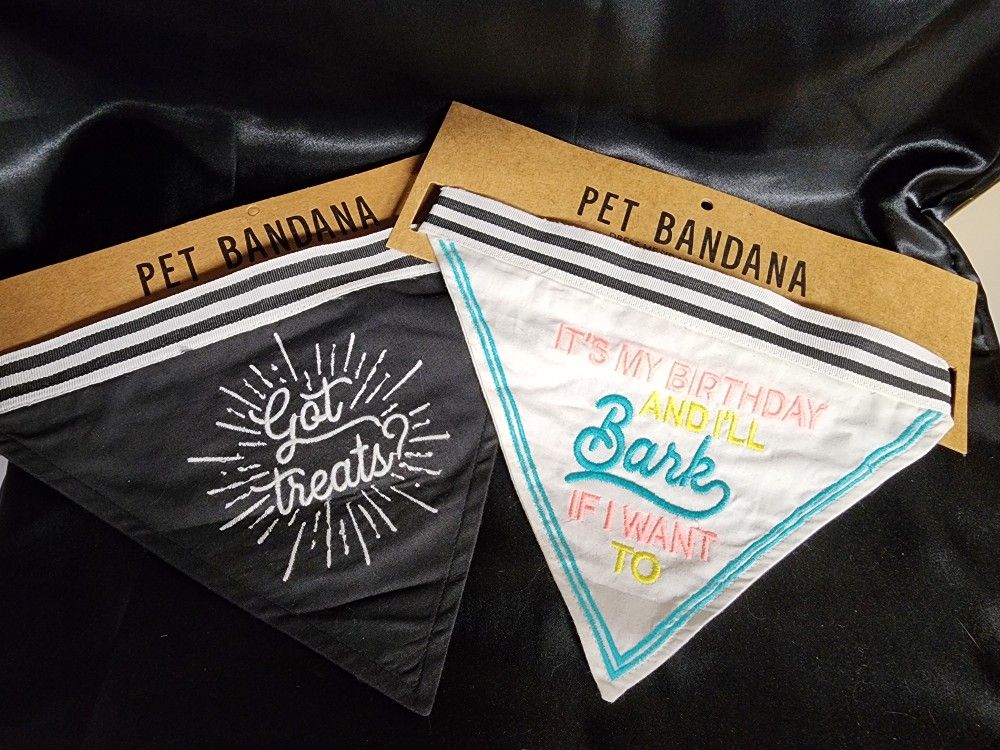 PET BANDANA
Got
treats?
PET BANDANA
IT'S MY BIRTHDAY
AND I'LL
Bark
IF I WANT
TO